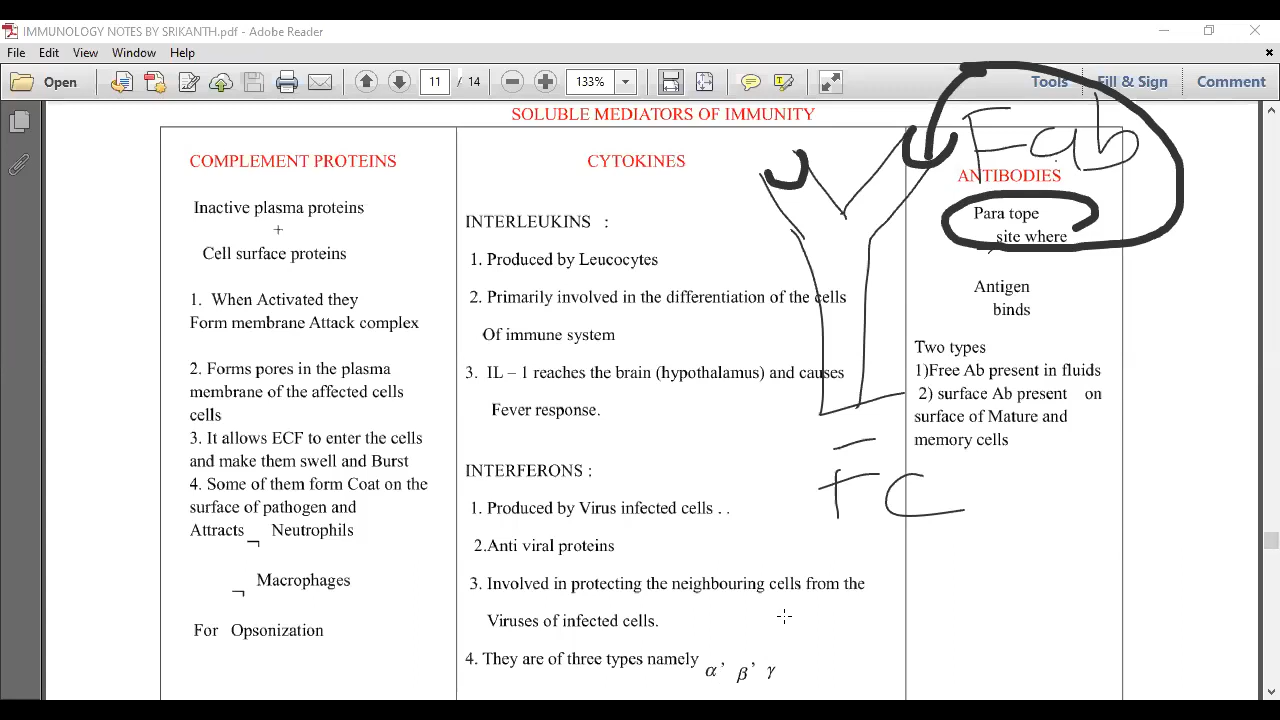 IMMUNOLOGY NOTES BY SRIKANTH.pdf - Adobe Reader
File Edit View Window Help
Open 11 / 14 133% Tools Fill & Sign Comment
SOLUBLE MEDIATORS OF IMMUNITY
COMPLEMENT PROTEINS
Inactive plasma proteins
+
Cell surface proteins
1. When Activated they
Form membrane Attack complex
2. Forms pores in the plasma
membrane of the affected cells
cells
3. It allows ECF to enter the cells
and make them swell and Burst
4. Some of them form Coat on the
surface of pathogen and
Attracts ¬ Neutrophils
¬ Macrophages
For Opsonization
CYTOKINES
INTERLEUKINS :
1. Produced by Leucocytes
2. Primarily involved in the differentiation of the cells
Of immune system
3. IL – 1 reaches the brain (hypothalamus) and causes
Fever response.
INTERFERONS :
1. Produced by Virus infected cells . .
2.Anti viral proteins
3. Involved in protecting the neighbouring cells from the
Viruses of infected cells.
4. They are of three types namely α , β , γ
Fab
ANTIBODIES
Para tope
site where
Antigen
binds
Two types
1)Free Ab present in fluids
2) surface Ab present on
surface of Mature and
memory cells
FC